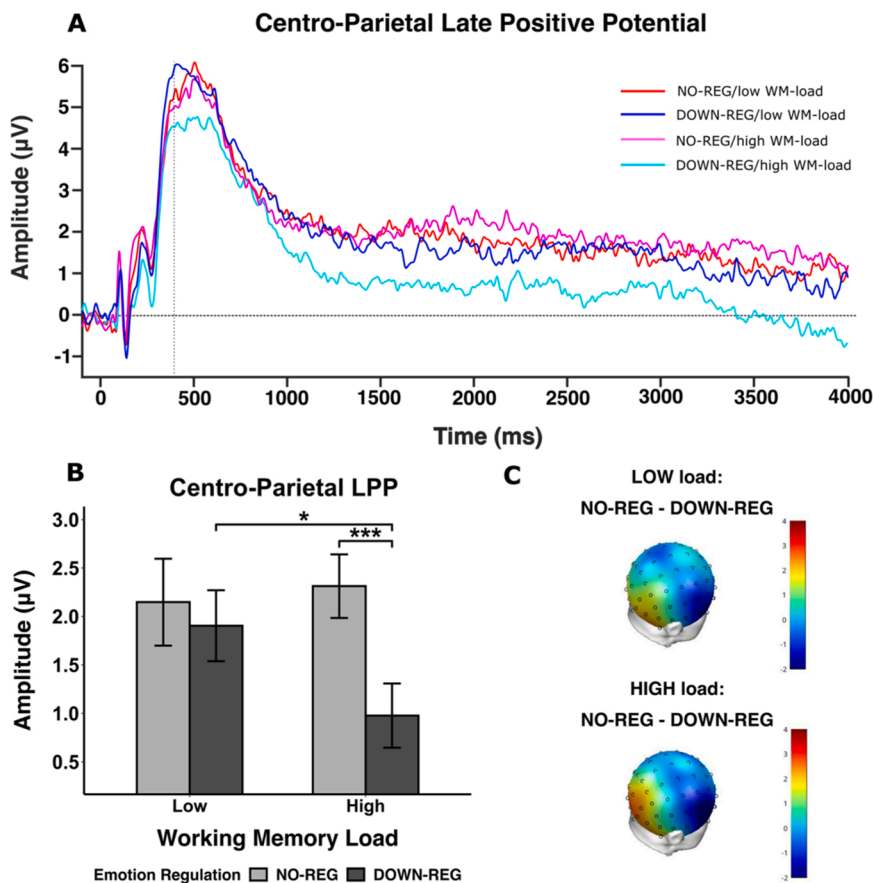 A
Centro-Parietal Late Positive Potential
Amplitude (µV)
6
5
4
3
2
1
0
-1
NO-REG/low WM-load
DOWN-REG/low WM-load
NO-REG/high WM-load
DOWN-REG/high WM-load
0 500 1000 1500 2000 2500 3000 3500 4000
Time (ms)
B
Centro-Parietal LPP
Amplitude (µV)
3.0
2.5
2.0
1.5
1.0
0.5
*
***
Low High
Working Memory Load
Emotion Regulation NO-REG DOWN-REG
C
LOW load:
NO-REG - DOWN-REG
4
3
2
1
0
-1
-2
HIGH load:
NO-REG - DOWN-REG
4
3
2
1
0
-1
-2